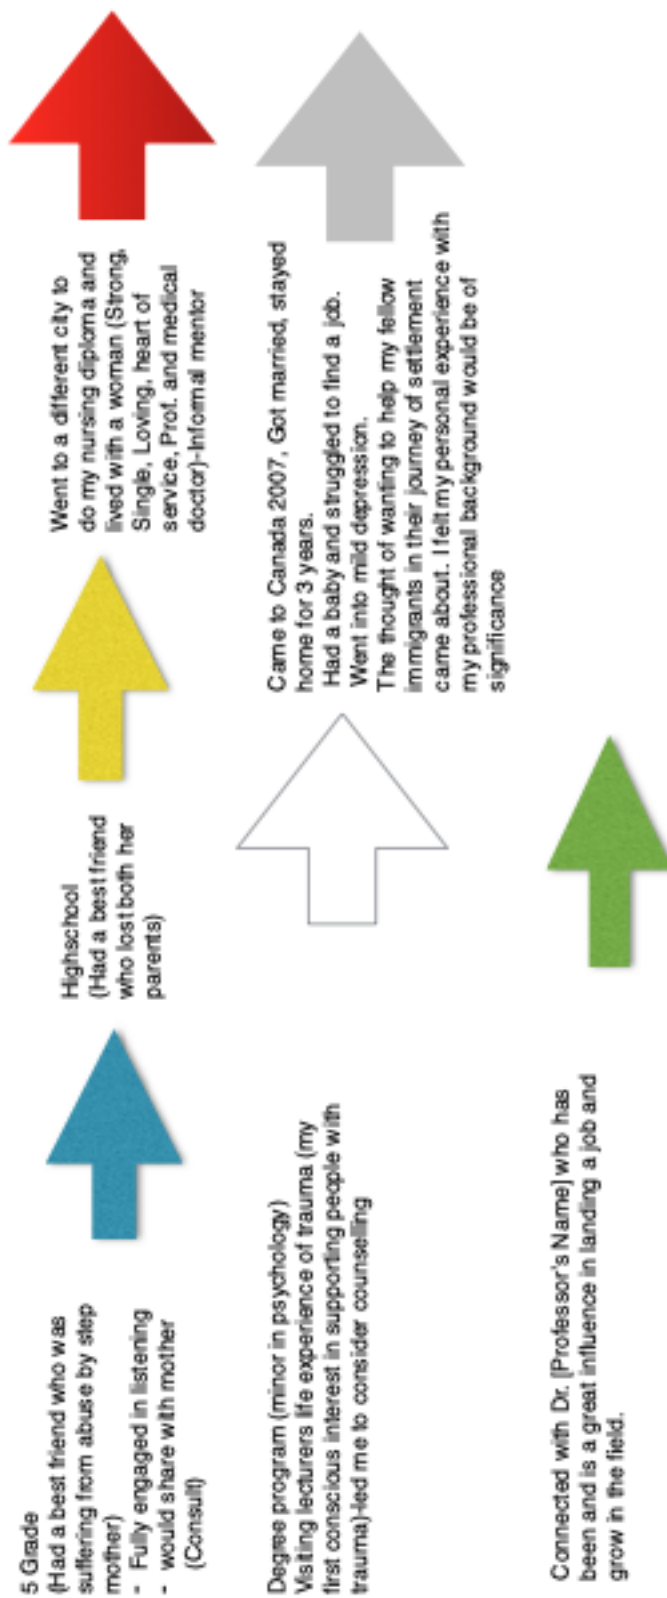 5 Grade
(Had a best friend who was
suffering from abuse by step
mother)
- Fully engaged in listening
- would share with mother
(Consult)
Highschool
(Had a best friend
who lost both her
parents)
Went to a different city to
do my nursing diploma and
lived with a woman (Strong,
Single, Loving, heart of
service, Prof. and medical
doctor)-Informal mentor
Degree program (minor in psychology)
Visiting lecturers life experience of trauma (my
first conscious interest in supporting people with
trauma)-led me to consider counselling
Came to Canada 2007, Got married, stayed
home for 3 years.
Had a baby and struggled to find a job.
Went into mild depression.
The thought of wanting to help my fellow
immigrants in their journey of settlement
came about. I felt my personal experience with
my professional background would be of
significance
Connected with Dr. [Professor's Name] who has
been and is a great influence in landing a job and
grow in the field.